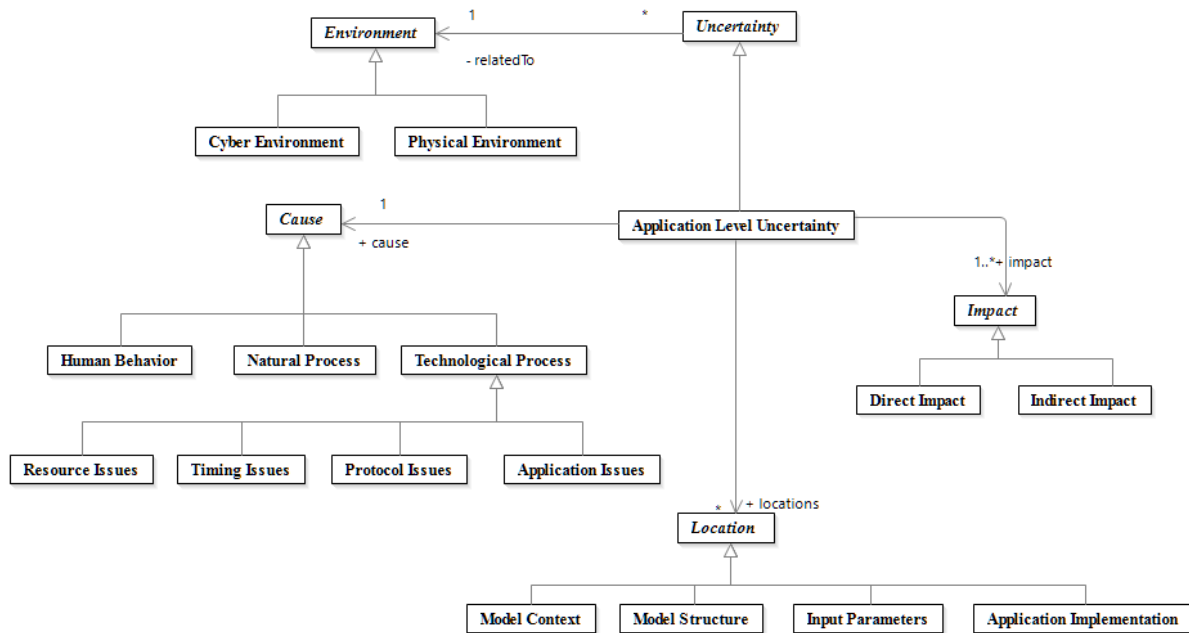 1
*
Environment
Uncertainty
- relatedTo
Cyber Environment
Physical Environment
1
Cause
Application Level Uncertainty
+ cause
1..*+ impact
Impact
Human Behavior
Natural Process
Technological Process
Direct Impact
Indirect Impact
Resource Issues
Timing Issues
Protocol Issues
Application Issues
* + locations
Location
Model Context
Model Structure
Input Parameters
Application Implementation